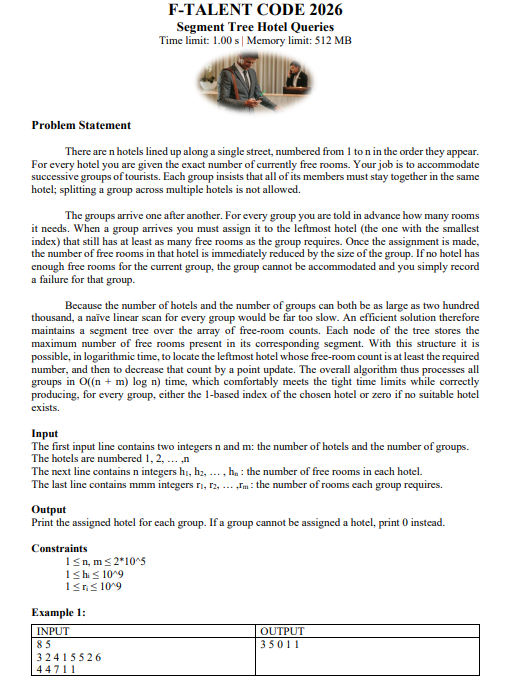 F-TALENT CODE 2026
Segment Tree Hotel Queries
Time limit: 1.00 s | Memory limit: 512 MB
Problem Statement
There are n hotels lined up along a single street, numbered from 1 to n in the order they appear.
For every hotel you are given the exact number of currently free rooms. Your job is to accommodate
successive groups of tourists. Each group insists that all of its members must stay together in the same
hotel; splitting a group across multiple hotels is not allowed.
The groups arrive one after another. For every group you are told in advance how many rooms
it needs. When a group arrives you must assign it to the leftmost hotel (the one with the smallest
index) that still has at least as many free rooms as the group requires. Once the assignment is made,
the number of free rooms in that hotel is immediately reduced by the size of the group. If no hotel has
enough free rooms for the current group, the group cannot be accommodated and you simply record
a failure for that group.
Because the number of hotels and the number of groups can both be as large as two hundred
thousand, a naïve linear scan for every group would be far too slow. An efficient solution therefore
maintains a segment tree over the array of free-room counts. Each node of the tree stores the
maximum number of free rooms present in its corresponding segment. With this structure it is
possible, in logarithmic time, to locate the leftmost hotel whose free-room count is at least the required
number, and then to decrease that count by a point update. The overall algorithm thus processes all
groups in O((n + m) log n) time, which comfortably meets the tight time limits while correctly
producing, for every group, either the 1-based index of the chosen hotel or zero if no suitable hotel
exists.
Input
The first input line contains two integers n and m: the number of hotels and the number of groups.
The hotels are numbered 1, 2, … ,n
The next line contains n integers h₁, h₂, … , hₙ : the number of free rooms in each hotel.
The last line contains mmm integers r₁, r₂, … ,rₘ : the number of rooms each group requires.
Output
Print the assigned hotel for each group. If a group cannot be assigned a hotel, print 0 instead.
Constraints
1 ≤ n, m ≤ 2*10^5
1 ≤ hᵢ ≤ 10^9
1 ≤ rᵢ ≤ 10^9
Example 1:
INPUT OUTPUT
8 5 3 5 0 1 1
3 2 4 1 5 5 2 6
4 4 7 1 1